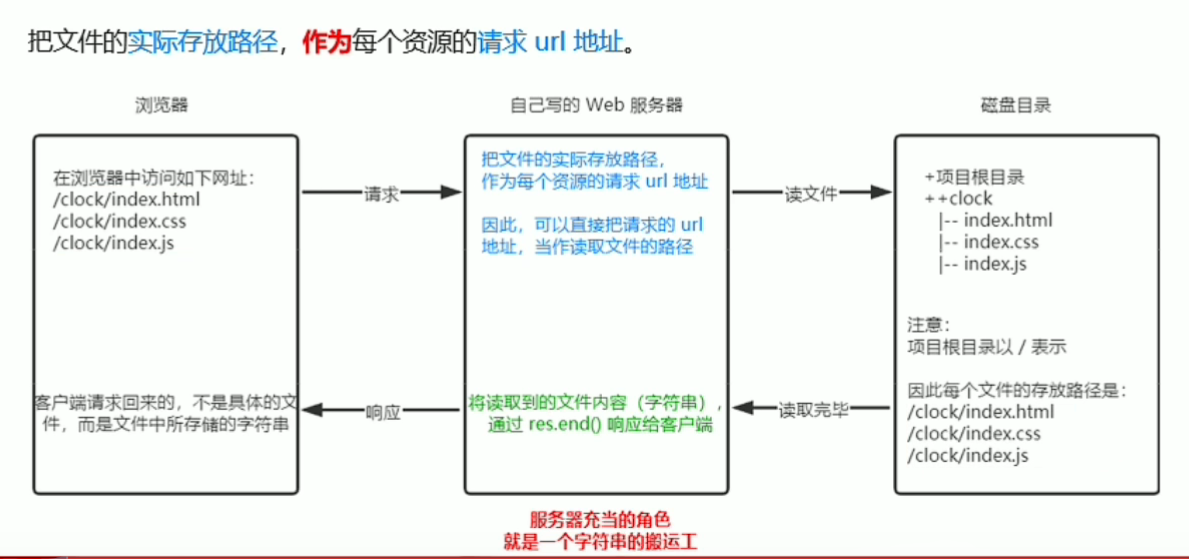 把文件的实际存放路径，作为每个资源的请求 url 地址。
浏览器
在浏览器中访问如下网址：
/clock/index.html
/clock/index.css
/clock/index.js
客户端请求回来的，不是具体的文
件，而是文件中所存储的字符串
请求
响应
自己写的 Web 服务器
把文件的实际存放路径，
作为每个资源的请求 url 地址
因此，可以直接把请求的 url
地址，当作读取文件的路径
将读取到的文件内容（字符串），
通过 res.end() 响应给客户端
读文件
读取完毕
磁盘目录
+项目根目录
++clock
|-- index.html
|-- index.css
|-- index.js
注意：
项目根目录以 / 表示
因此每个文件的存放路径是：
/clock/index.html
/clock/index.css
/clock/index.js
服务器充当的角色
就是一个字符串的搬运工